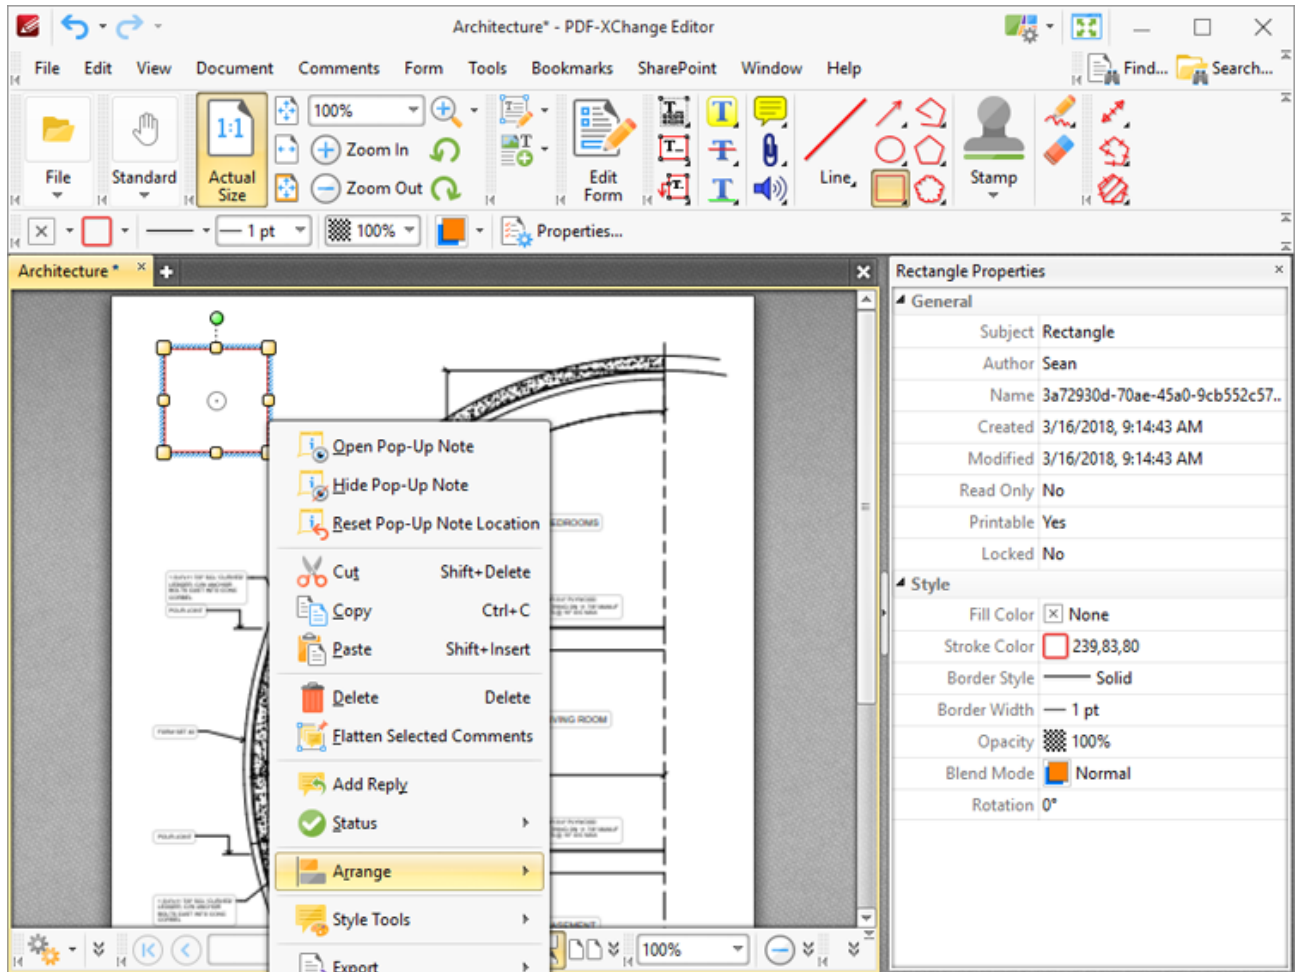 Architecture* - PDF-XChange Editor
File Edit View Document Comments Form Tools Bookmarks SharePoint Window Help Find... Search...
1:1 100% Zoom In Zoom Out
File Standard Actual Size Edit Form Line Stamp
1 pt 100% Properties...
Architecture* Rectangle Properties
General
Subject Rectangle
Author Sean
Name 3a72930d-70ae-45a0-9cb552c57..
Created 3/16/2018, 9:14:43 AM
Modified 3/16/2018, 9:14:43 AM
Read Only No
Printable Yes
Locked No
Style
Fill Color None
Stroke Color 239,83,80
Border Style Solid
Border Width 1 pt
Opacity 100%
Blend Mode Normal
Rotation 0°
Open Pop-Up Note
Hide Pop-Up Note
Reset Pop-Up Note Location
Cut Shift+Delete
Copy Ctrl+C
Paste Shift+Insert
Delete Delete
Flatten Selected Comments
Add Reply
Status
Arrange
Style Tools
Export
EDROOMS
VING ROOM
ASEMENT
100%